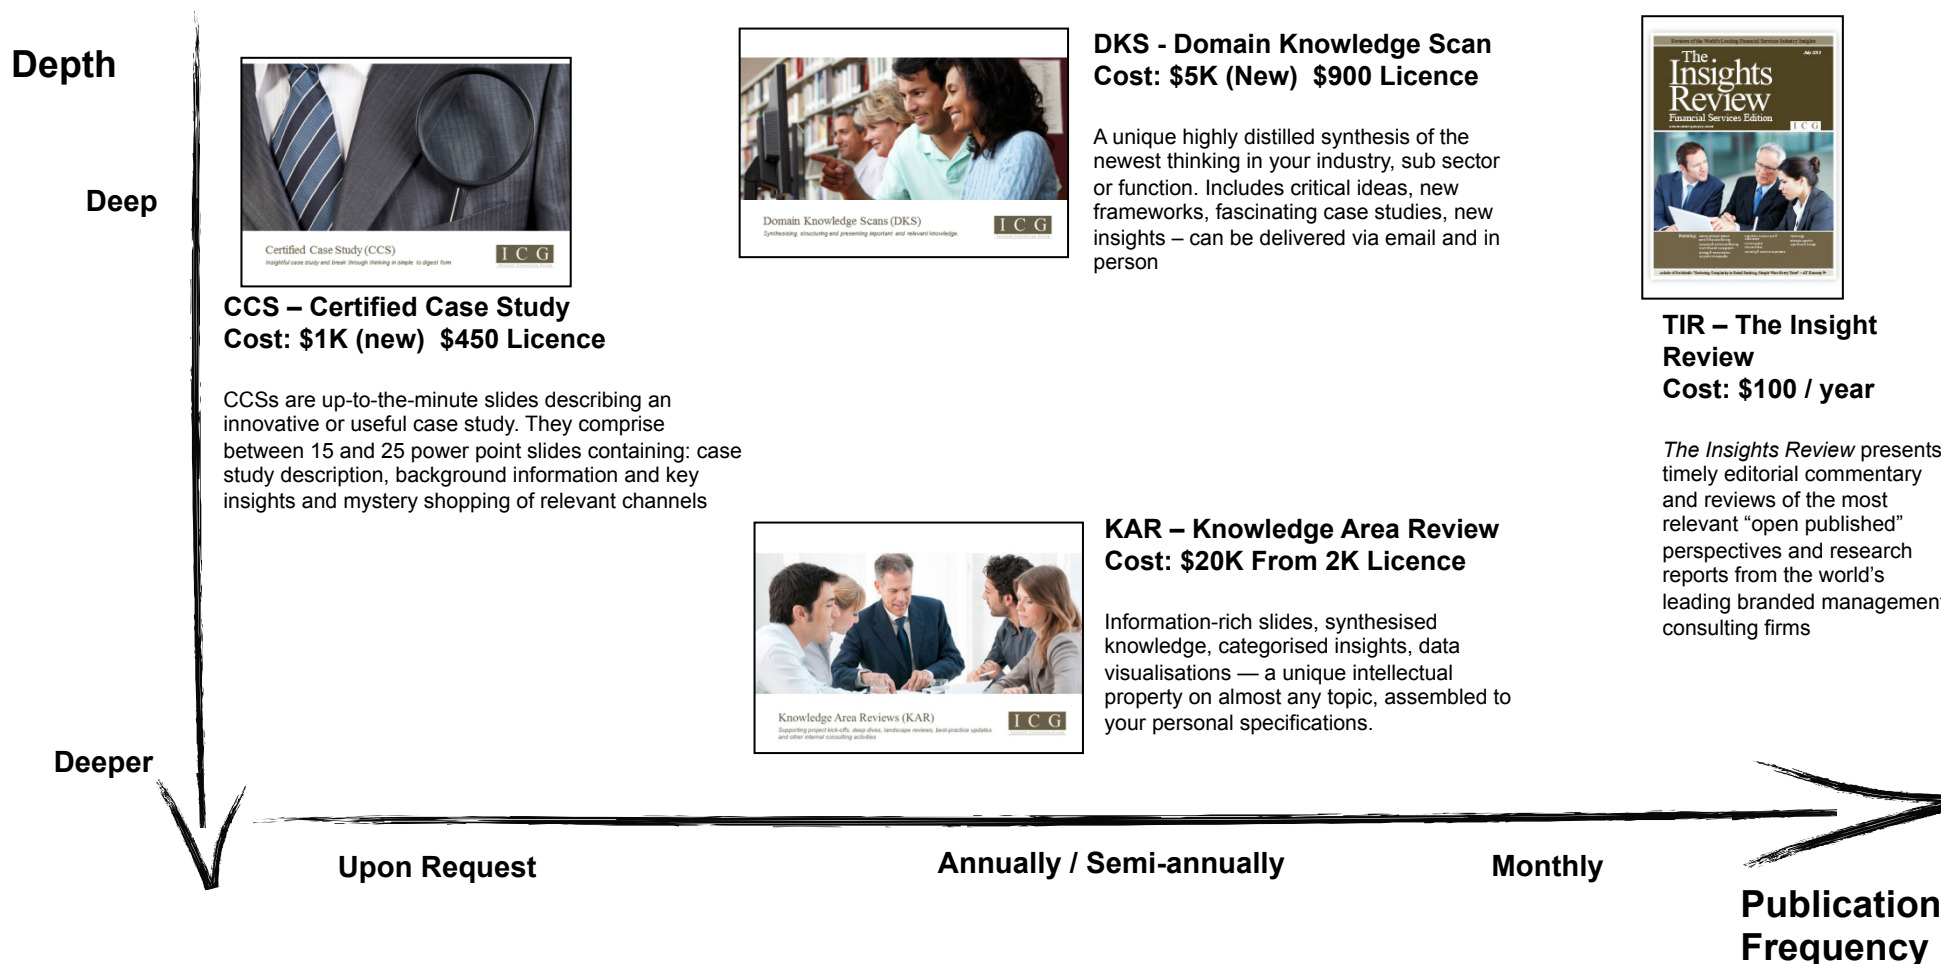 Depth
Deep
Deeper
Certified Case Study (CCS)
Insightful case study and break through thinking in simple to digest form
I C G
CCS – Certified Case Study
Cost: $1K (new)  $450 Licence
CCSs are up-to-the-minute slides describing an
innovative or useful case study. They comprise
between 15 and 25 power point slides containing: case
study description, background information and key
insights and mystery shopping of relevant channels
Domain Knowledge Scans (DKS)
Synthesising, structuring and presenting important and relevant knowledge.
I C G
DKS - Domain Knowledge Scan
Cost: $5K (New)  $900 Licence
A unique highly distilled synthesis of the
newest thinking in your industry, sub sector
or function. Includes critical ideas, new
frameworks, fascinating case studies, new
insights – can be delivered via email and in
person
Knowledge Area Reviews (KAR)
Supporting project kick-offs, deep dives, landscape reviews, best-practice updates
and other internal consulting activities
I C G
KAR – Knowledge Area Review
Cost: $20K From 2K Licence
Information-rich slides, synthesised
knowledge, categorised insights, data
visualisations — a unique intellectual
property on almost any topic, assembled to
your personal specifications.
Reviews of the World's Leading Financial Services Industry Insights
July 2013
The
Insights
Review
Financial Services Edition
I C G
TIR – The Insight
Review
Cost: $100 / year
The Insights Review presents
timely editorial commentary
and reviews of the most
relevant “open published”
perspectives and research
reports from the world’s
leading branded management
consulting firms
Upon Request
Annually / Semi-annually
Monthly
Publication
Frequency